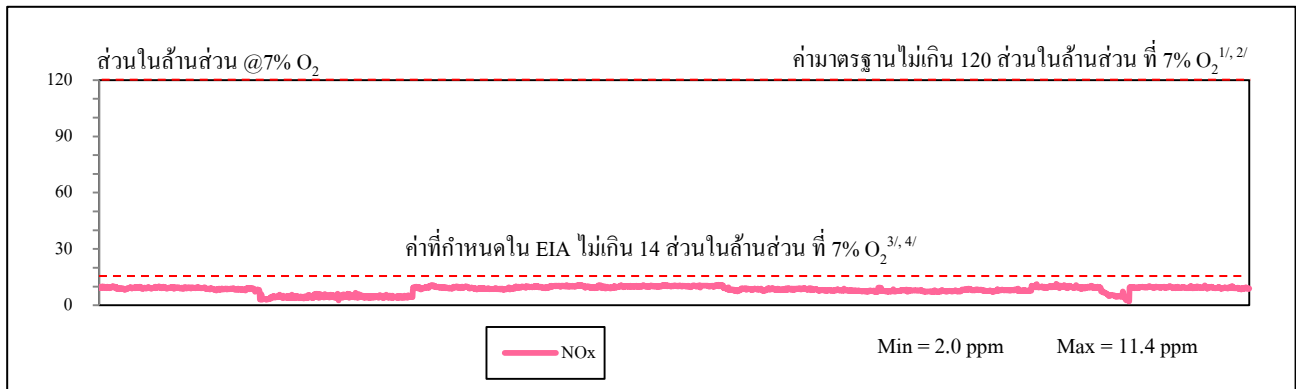 ส่วนในล้านส่วน @7% O2
ค่ามาตรฐานไม่เกิน 120 ส่วนในล้านส่วน ที่ 7% O2 1/, 2/
120
90
60
30
ค่าที่กำหนดใน EIA ไม่เกิน 14 ส่วนในล้านส่วน ที่ 7% O2 3/, 4/
0
NOx
Min = 2.0 ppm
Max = 11.4 ppm